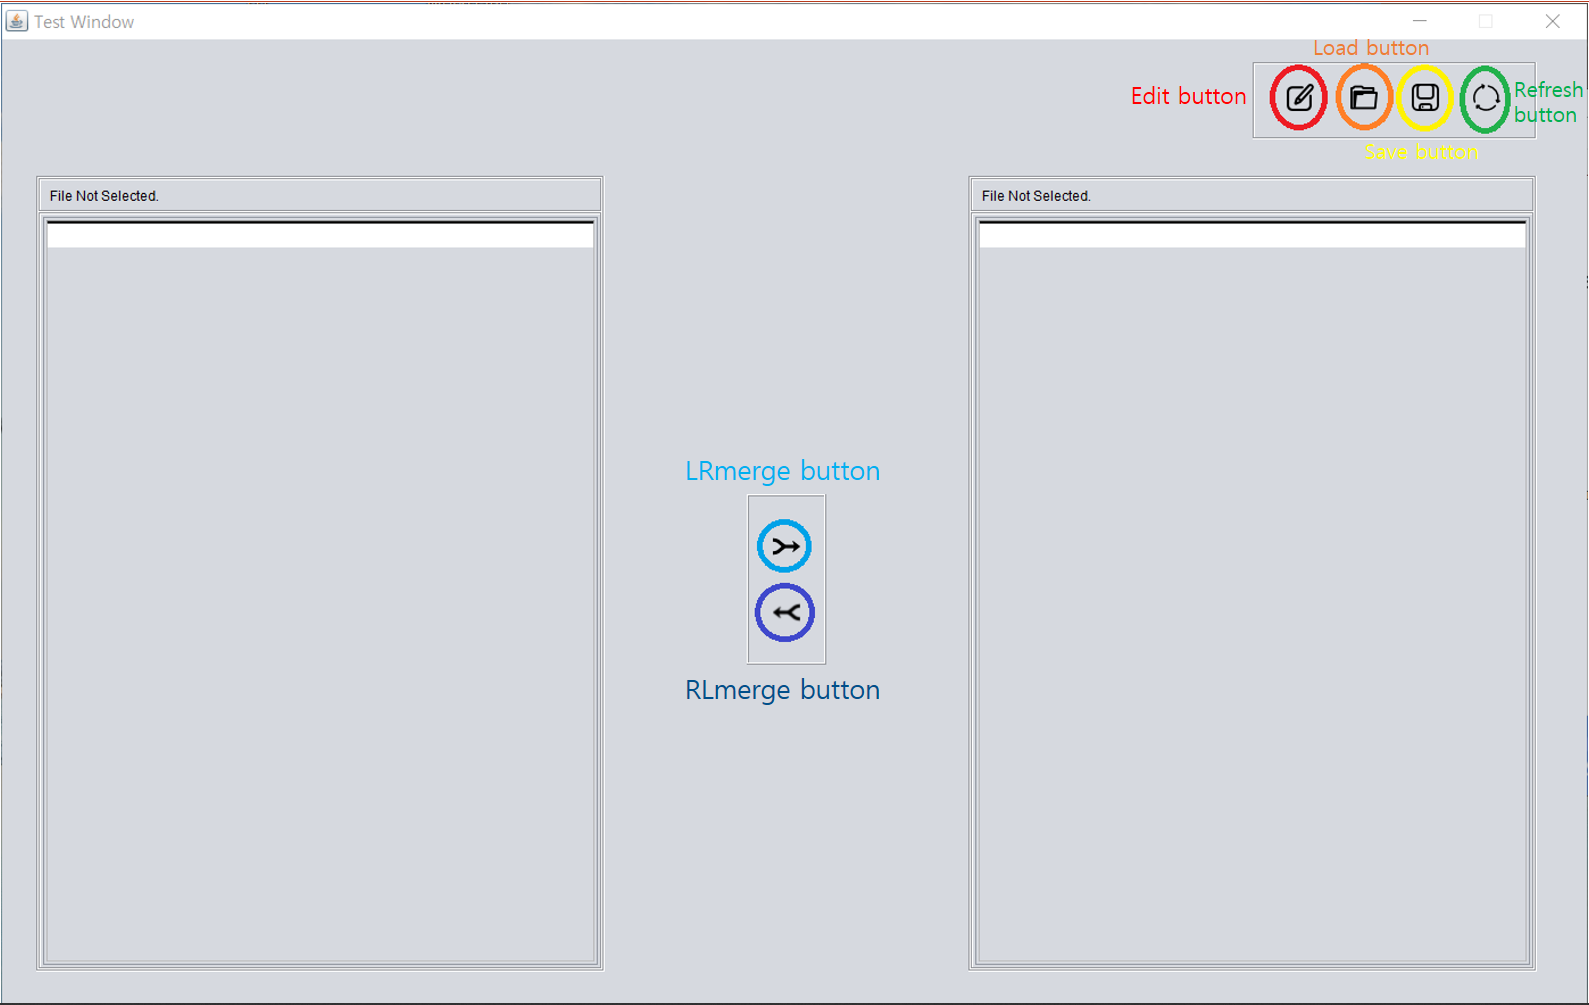 Test Window
Load button
Edit button
Refresh
button
Save button
File Not Selected.
File Not Selected.
LRmerge button
RLmerge button